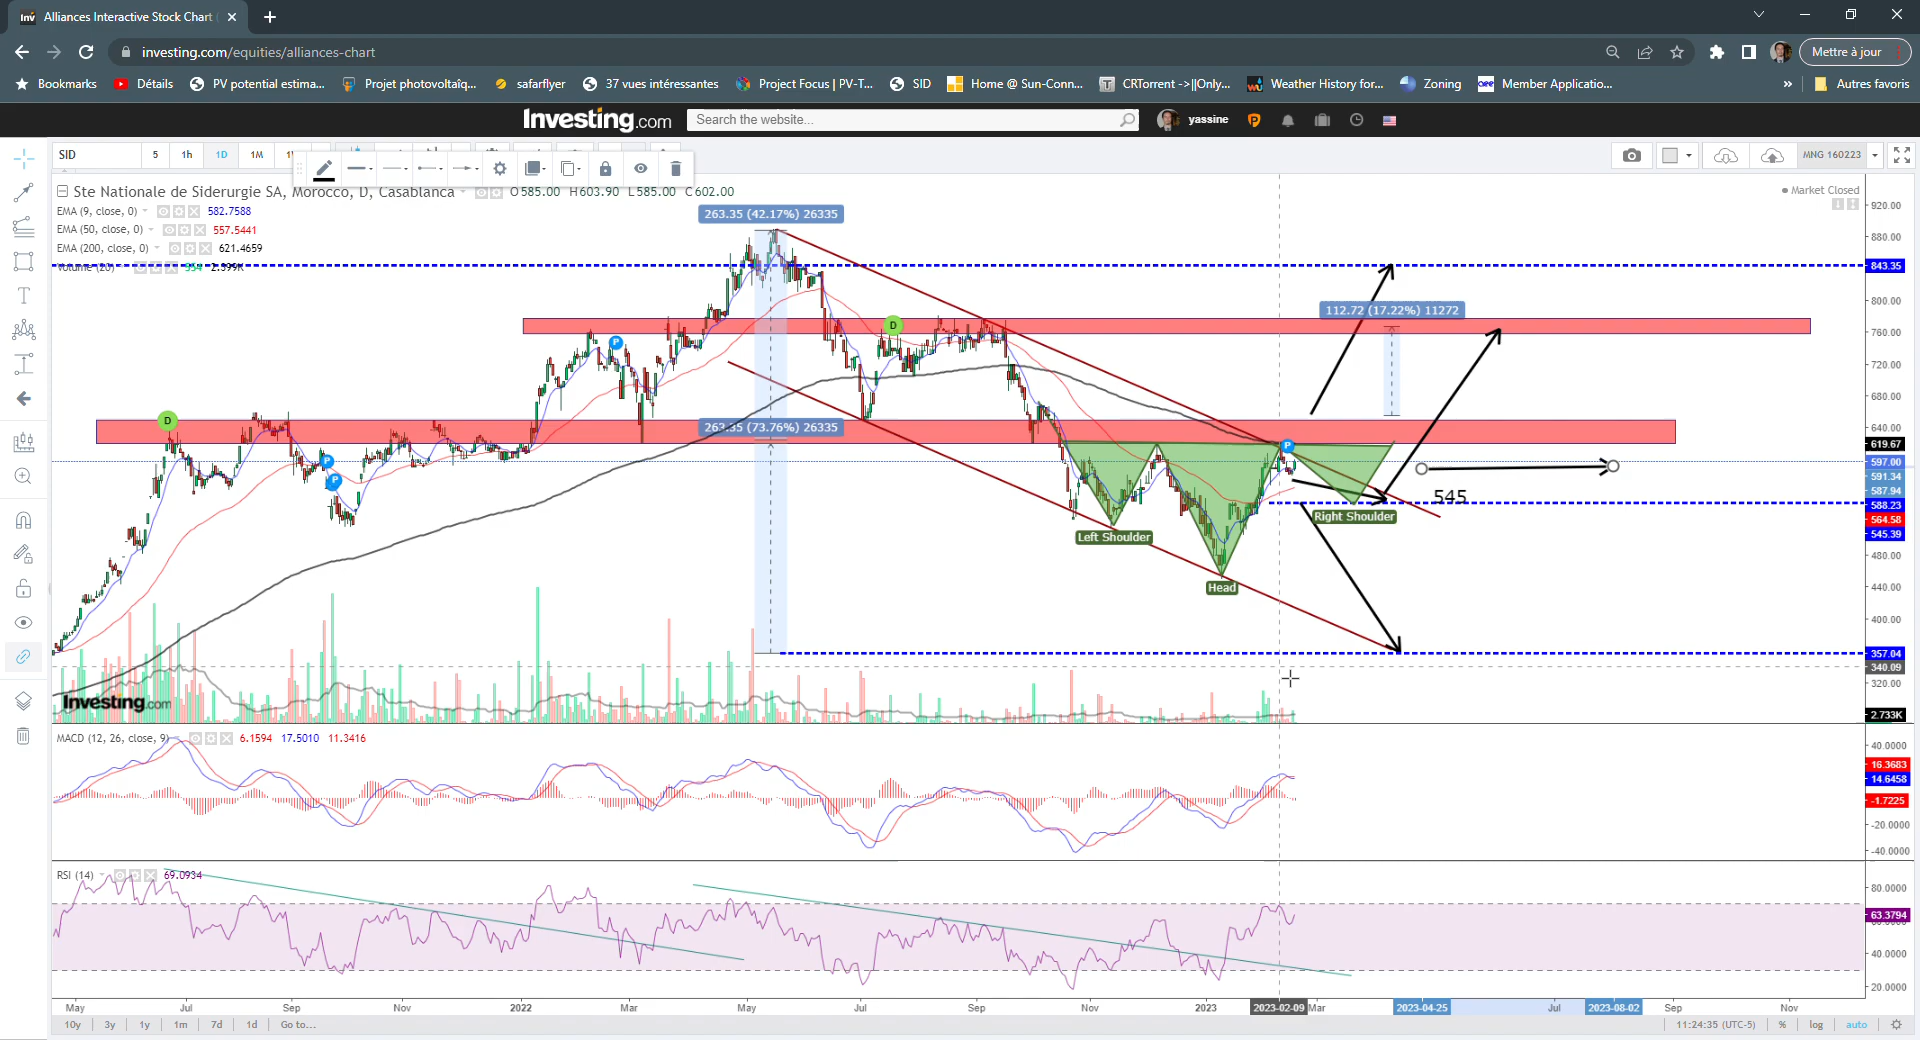 Alliances Interactive Stock Chart
investing.com/equities/alliances-chart
Mettre à jour
Bookmarks Détails PV potential estima... Projet photovoltaïq... safarflyer 37 vues intéressantes Project Focus | PV-T... SID Home @ Sun-Conn... CRTorrent ->||Only... Weather History for... Zoning Member Applicatio... » Autres favoris
Investing.com Search the website... yassine
SID 5 1h 1D 1M MNG 160223
Ste Nationale de Siderurgie SA, Morocco, D, Casablanca O585.00 H603.90 L585.00 C602.00
Market Closed
EMA (9, close, 0) 582.7588
EMA (50, close, 0) 557.5441
EMA (200, close, 0) 621.4659
Volume (20) 554 2.599K
263.35 (42.17%) 26335
112.72 (17.22%) 11272
263.35 (73.76%) 26335
D
P
D
P
P
P
545
Right Shoulder
Left Shoulder
Head
920.00
880.00
843.35
800.00
760.00
720.00
680.00
640.00
619.67
597.00
591.34
587.94
588.23
564.58
545.39
480.00
440.00
400.00
357.04
340.09
320.00
2.733K
Investing.com
MACD (12, 26, close, 9) 6.1594 17.5010 11.3416
40.0000
16.3683
14.6458
-1.7225
-20.0000
-40.0000
RSI (14) 69.0934
80.0000
63.3794
40.0000
20.0000
May Jul Sep Nov 2022 Mar May Jul Sep Nov 2023 2023-02-09 Mar 2023-04-25 Jul 2023-08-02 Sep Nov
10y 3y 1y 1m 7d 1d Go to... 11:24:35 (UTC-5) % log auto